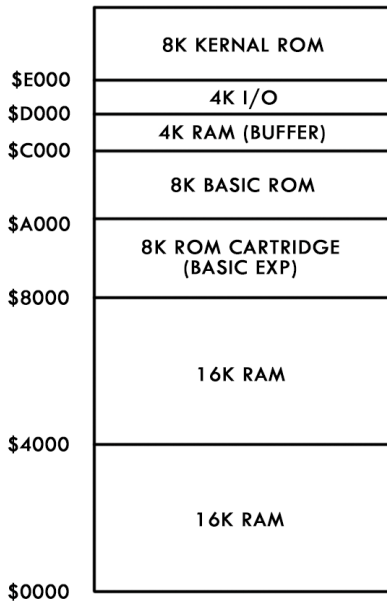 8K KERNAL ROM
$E000
4K I/O
$D000
4K RAM (BUFFER)
$C000
8K BASIC ROM
$A000
8K ROM CARTRIDGE
(BASIC EXP)
$8000
16K RAM
$4000
16K RAM
$0000